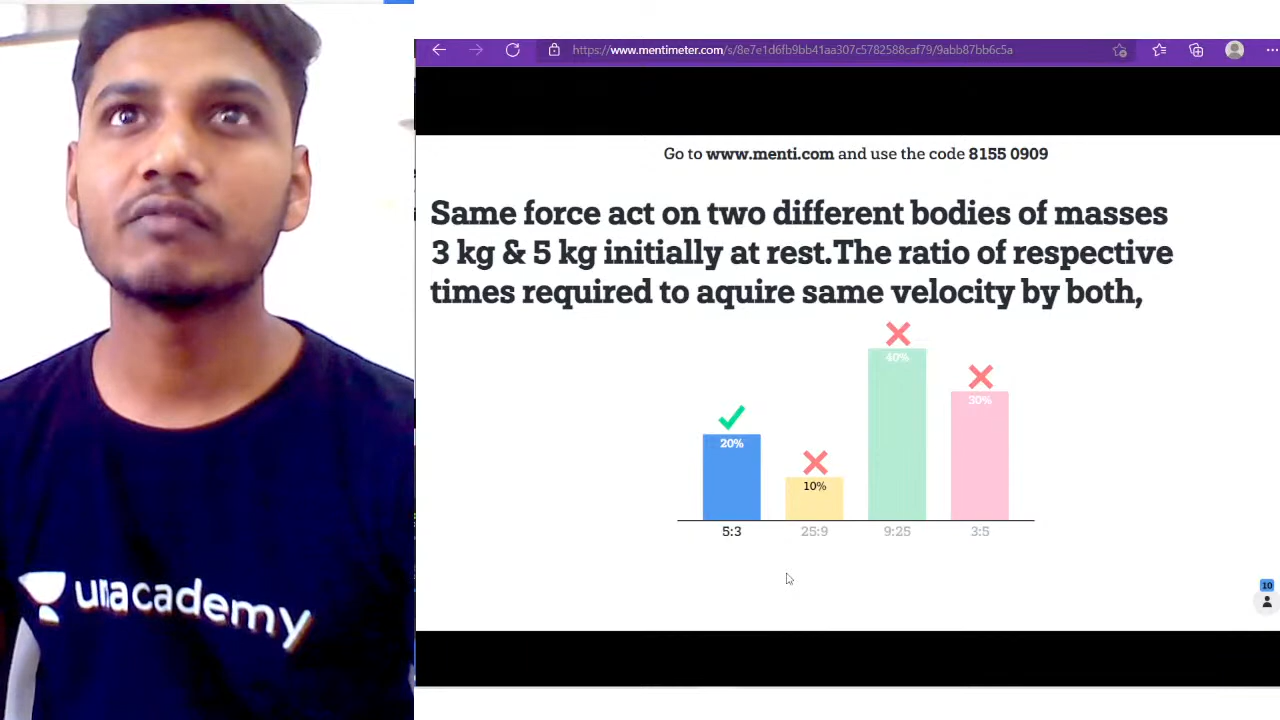 https://www.mentimeter.com/s/8e7e1d6fb9bb41aa307c5782588caf79/9abb87bb6c5a
Go to www.menti.com and use the code 8155 0909
Same force act on two different bodies of masses
3 kg & 5 kg initially at rest.The ratio of respective
times required to aquire same velocity by both,
40%
30%
20%
10%
5:3 25:9 9:25 3:5
10
unacademy